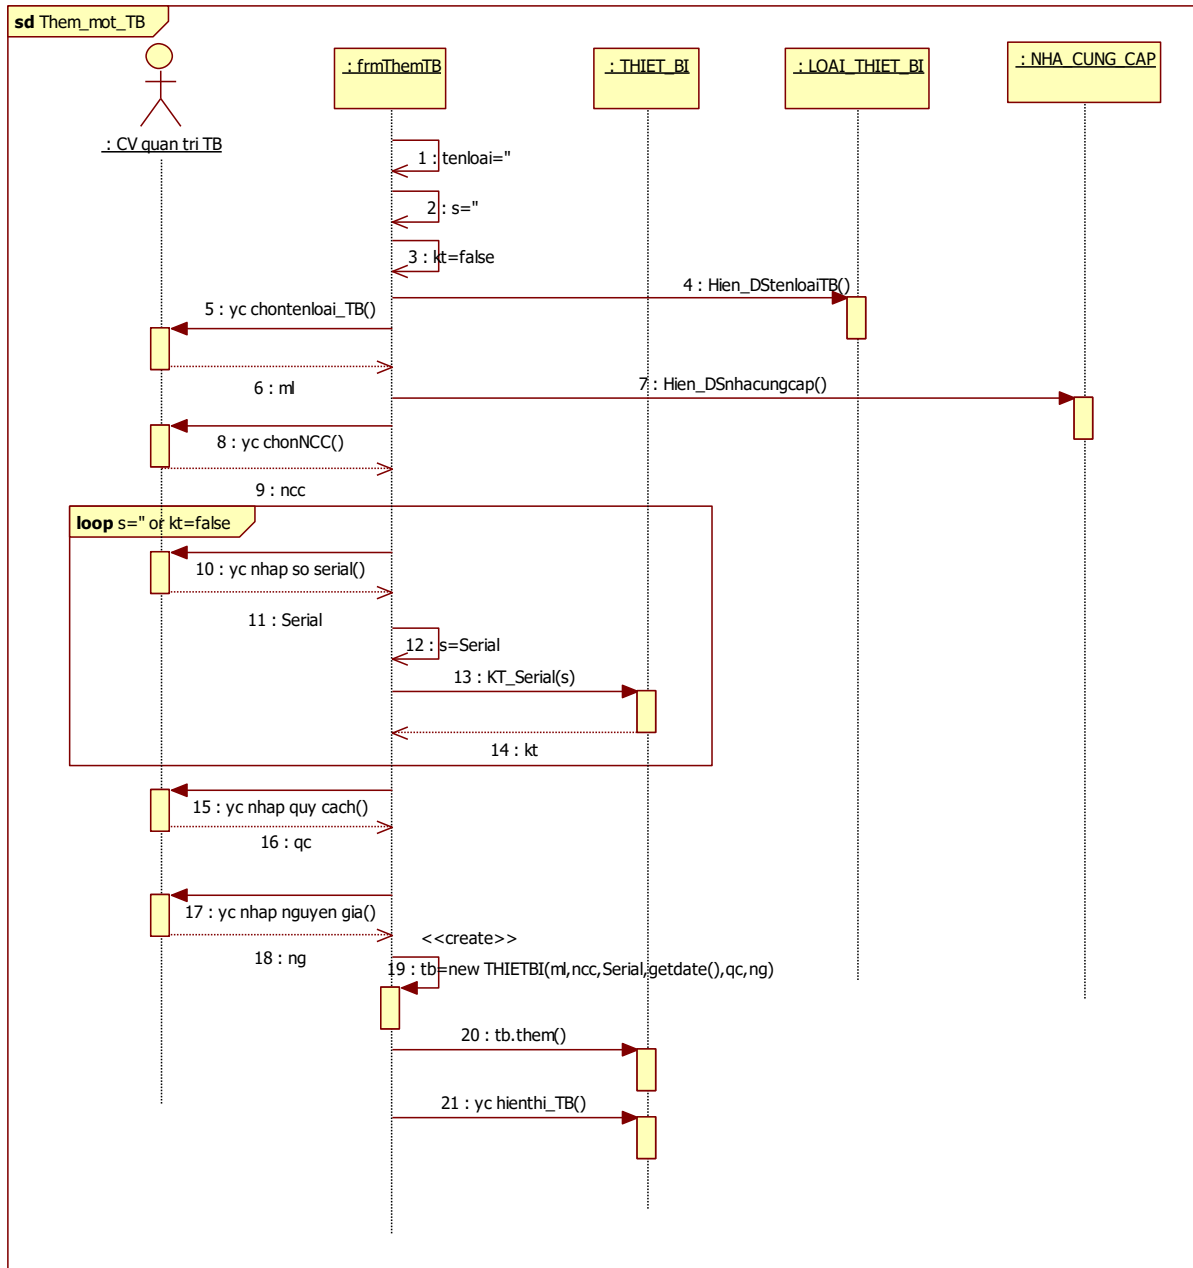 sd Them_mot_TB
: CV quan tri TB
: frmThemTB
: THIET_BI
: LOAI_THIET_BI
: NHA_CUNG_CAP
1 : tenloai=''
2 : s=''
3 : kt=false
4 : Hien_DStenloaiTB()
5 : yc chontenloai_TB()
6 : ml
7 : Hien_DSnhacungcap()
8 : yc chonNCC()
9 : ncc
loop s='' or kt=false
10 : yc nhap so serial()
11 : Serial
12 : s=Serial
13 : KT_Serial(s)
14 : kt
15 : yc nhap quy cach()
16 : qc
17 : yc nhap nguyen gia()
18 : ng
<<create>>
19 : tb=new THIETBI(ml,ncc,Serial,getdate(),qc,ng)
20 : tb.them()
21 : yc hienthi_TB()